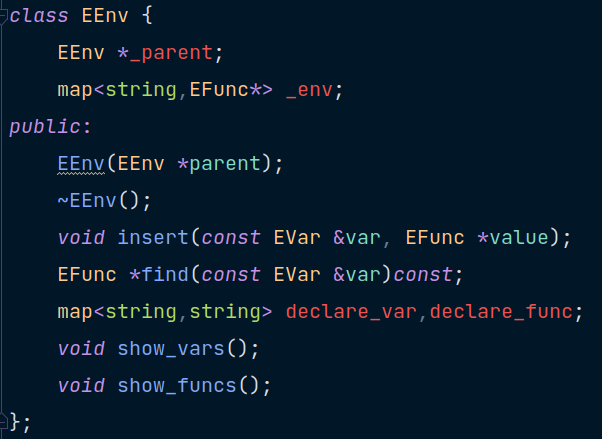 class EEnv {
    EEnv *_parent;
    map<string,EFunc*> _env;
public:
    EEnv(EEnv *parent);
    ~EEnv();
    void insert(const EVar &var, EFunc *value);
    EFunc *find(const EVar &var)const;
    map<string,string> declare_var,declare_func;
    void show_vars();
    void show_funcs();
};